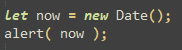 let now = new Date();
alert( now );